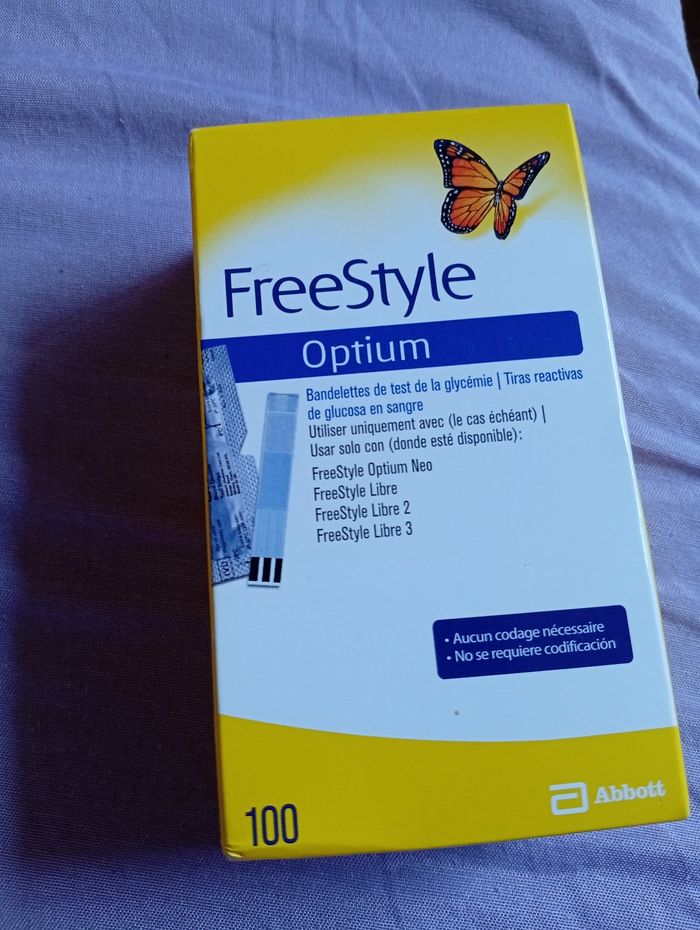 FreeStyle
Optium
Bandelettes de test de la glycémie | Tiras reactivas
de glucosa en sangre
Utiliser uniquement avec (le cas échéant) |
Usar solo con (donde esté disponible):
FreeStyle Optium Neo
FreeStyle Libre
FreeStyle Libre 2
FreeStyle Libre 3
• Aucun codage nécessaire
• No se requiere codificación
100
Abbott